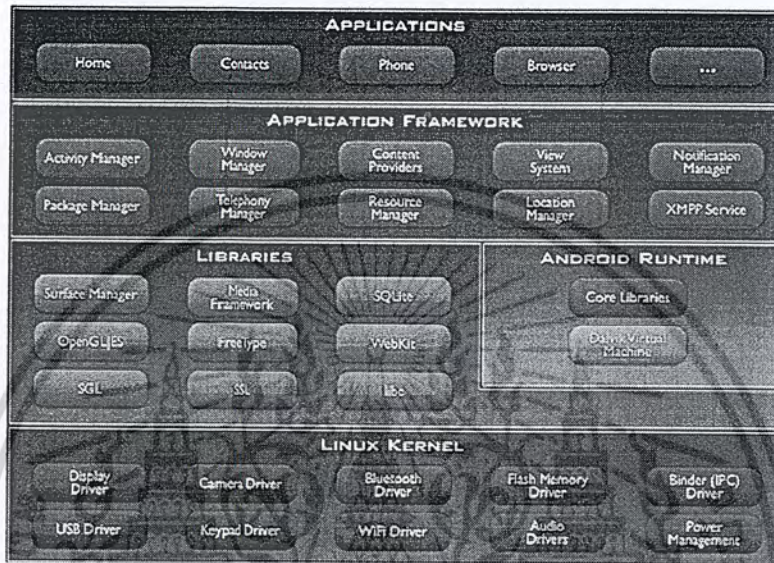 APPLICATIONS
Home Contacts Phone Browser ...
APPLICATION FRAMEWORK
Activity Manager Window Manager Content Providers View System Notification Manager
Package Manager Telephony Manager Resource Manager Location Manager XMPP Service
LIBRARIES
Surface Manager Media Framework SQLite
OpenGL|ES FreeType WebKit
SGL SSL libc
ANDROID RUNTIME
Core Libraries
Dalvik Virtual Machine
LINUX KERNEL
Display Driver Camera Driver Bluetooth Driver Flash Memory Driver Binder (IPC) Driver
USB Driver Keypad Driver WiFi Driver Audio Drivers Power Management